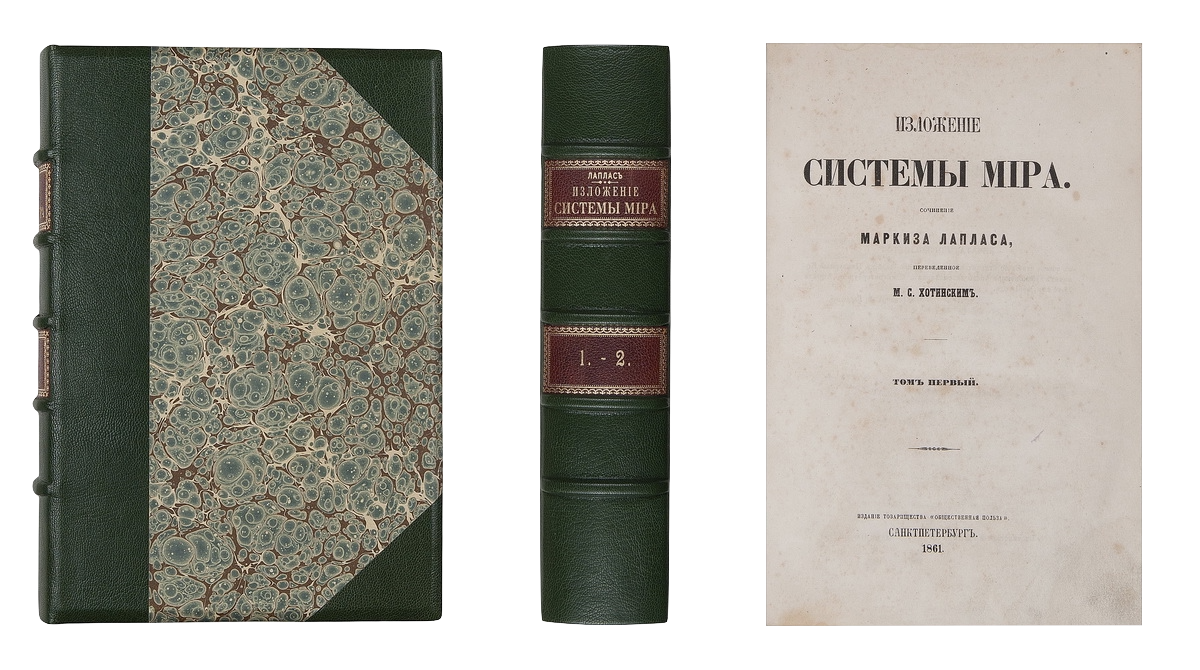 ЛАПЛАСЪ
ИЗЛОЖЕНІЕ
СИСТЕМЫ МІРА
1. - 2.
ИЗЛОЖЕНІЕ
СИСТЕМЫ МІРА.
СОЧИНЕНІЯ
МАРКИЗА ЛАПЛАСА,
ПЕРЕВЕДЕННОЕ
М. С. ХОТИНСКИМЪ.
ТОМЪ ПЕРВЫЙ.
ИЗДАНІЕ ТОВАРИЩЕСТВА «ОБЩЕСТВЕННАЯ ПОЛЬЗА».
САНКТПЕТЕРБУРГЪ.
1861.